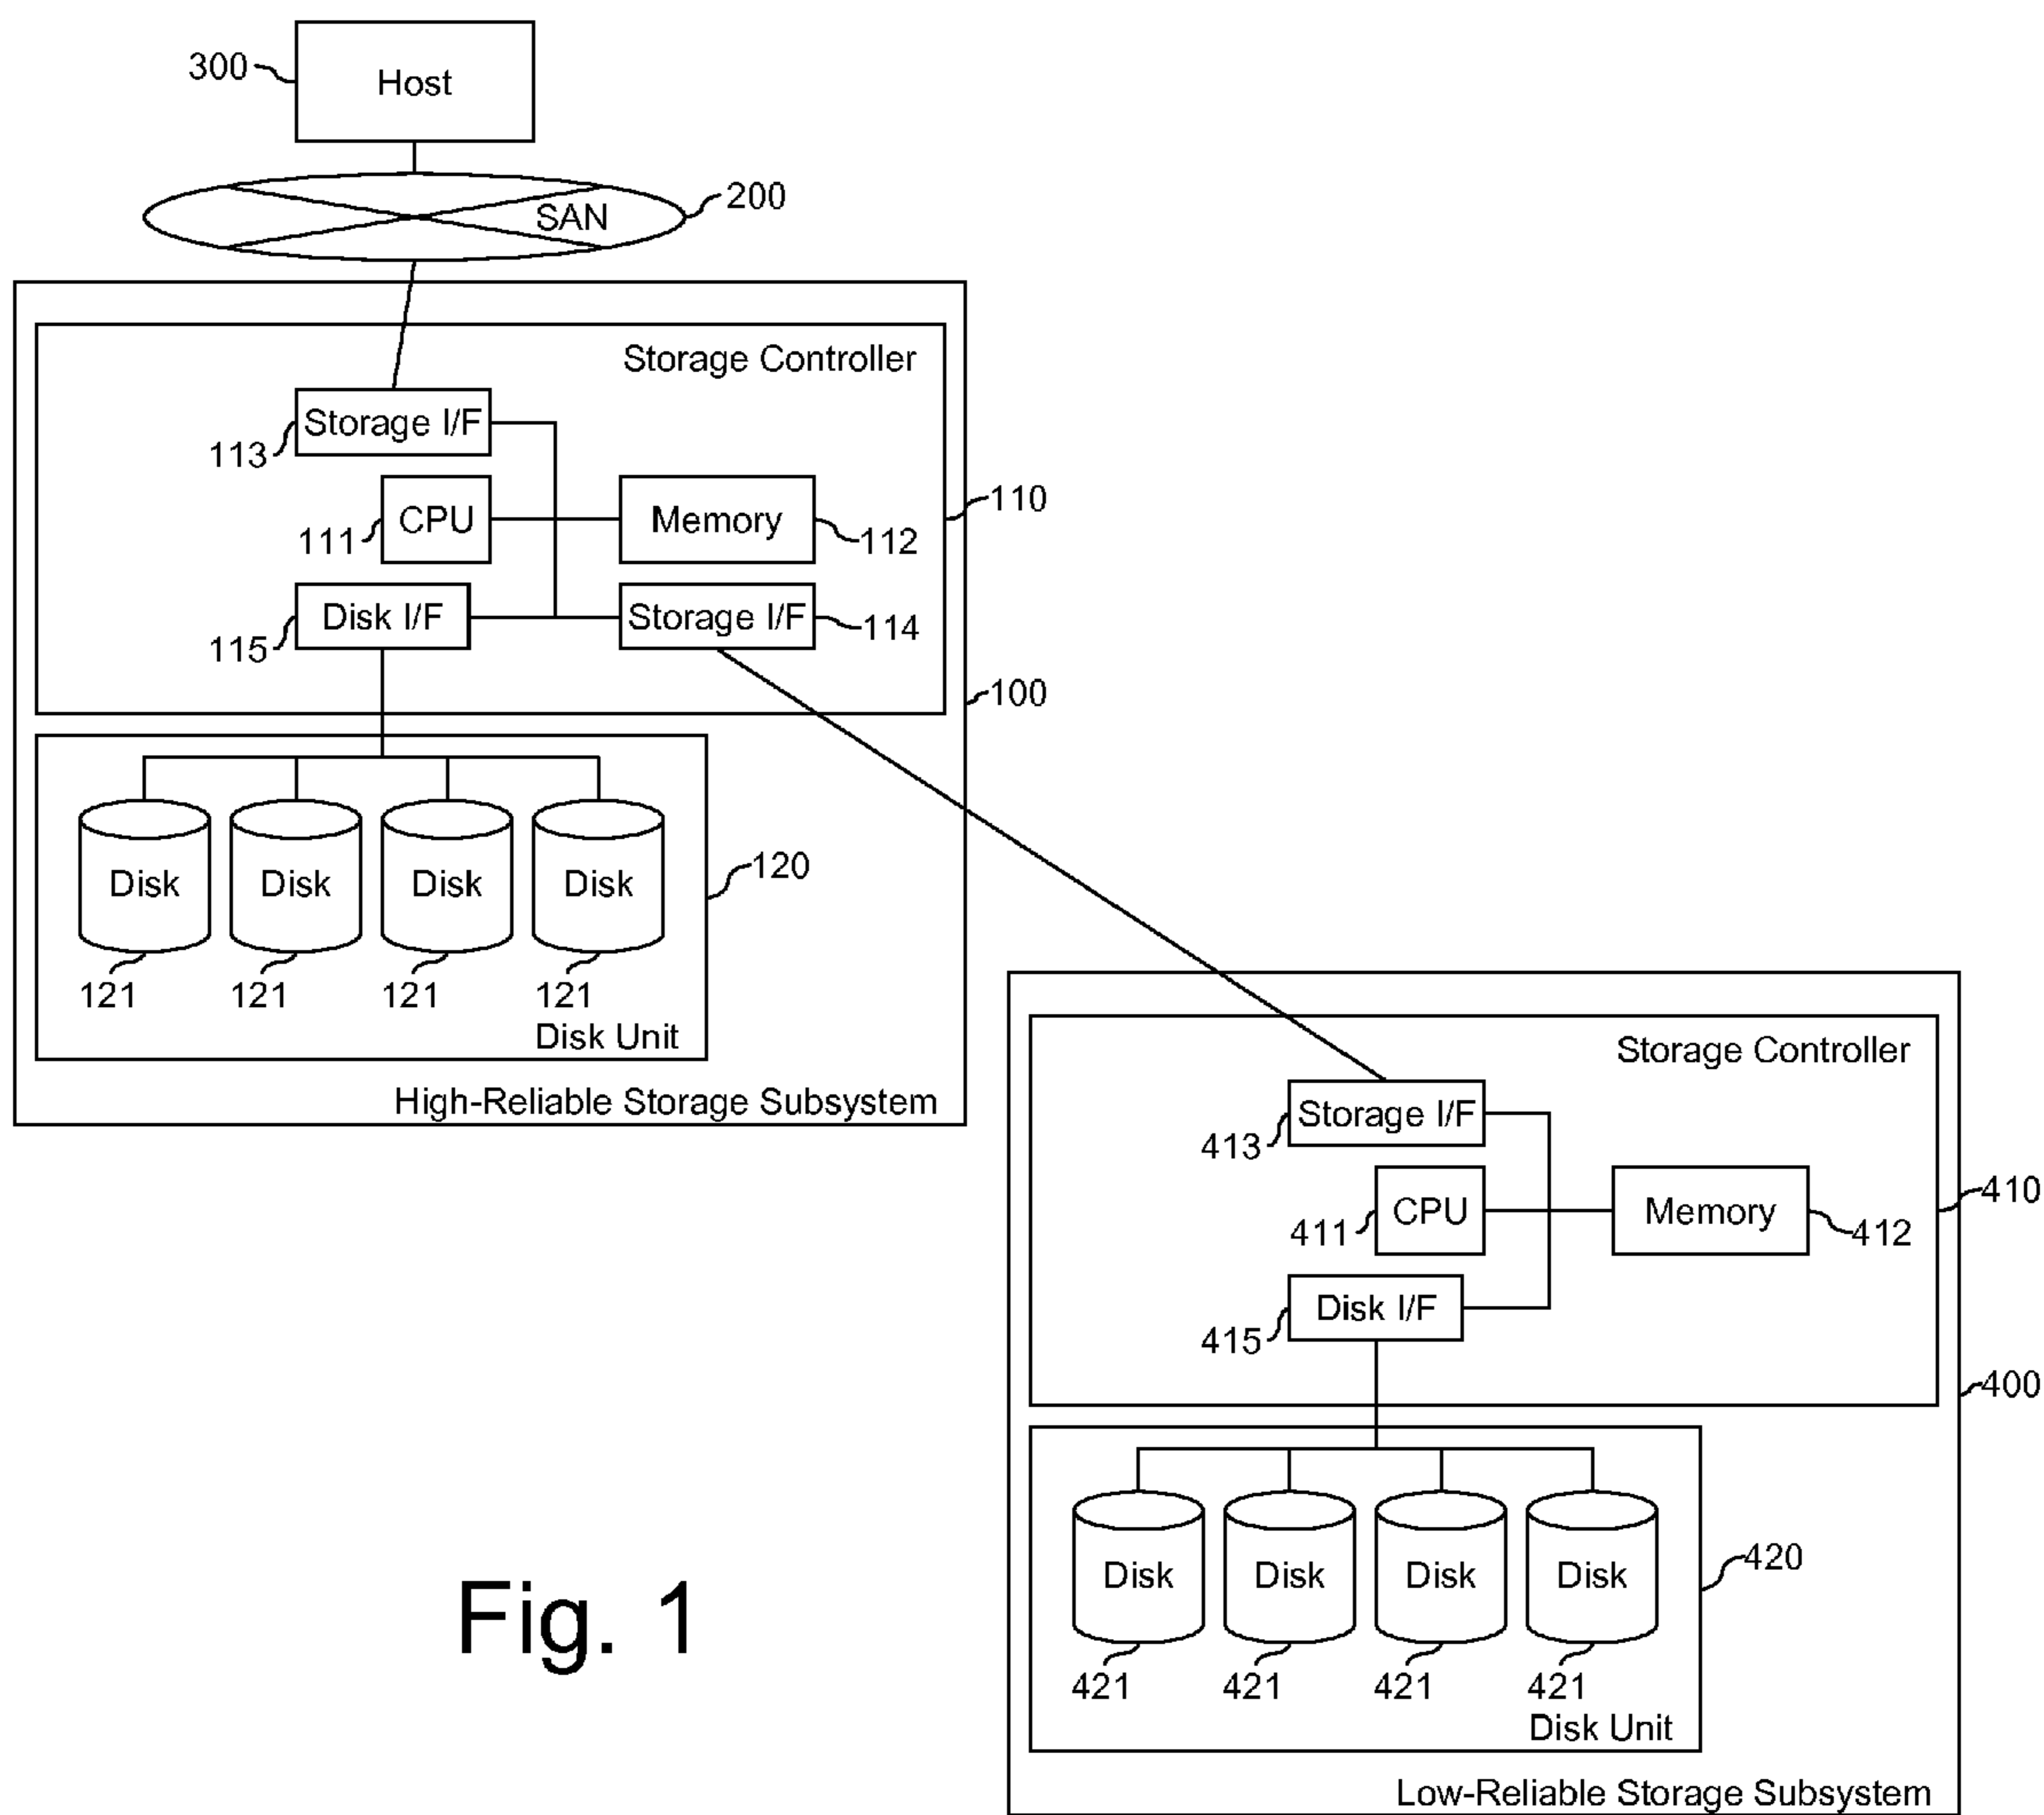 300
Host
SAN
200
Storage Controller
Storage I/F
113
CPU
111
Memory
112
110
Disk I/F
115
Storage I/F
114
100
Disk
Disk
Disk
Disk
120
121
121
121
121
Disk Unit
High-Reliable Storage Subsystem
Storage Controller
Storage I/F
413
CPU
411
Memory
412
410
Disk I/F
415
400
Disk
Disk
Disk
Disk
420
421
421
421
421
Disk Unit
Low-Reliable Storage Subsystem
Fig. 1